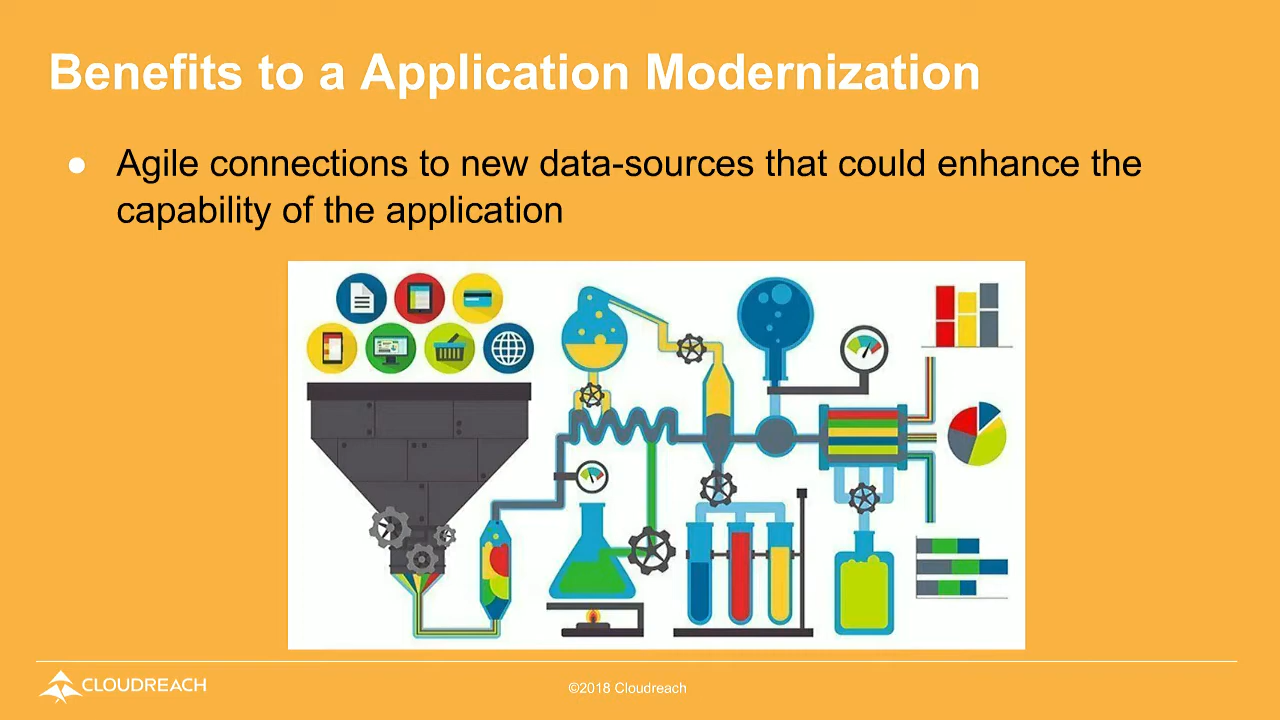 Benefits to a Application Modernization
● Agile connections to new data-sources that could enhance the
capability of the application
CLOUDREACH
©2018 Cloudreach